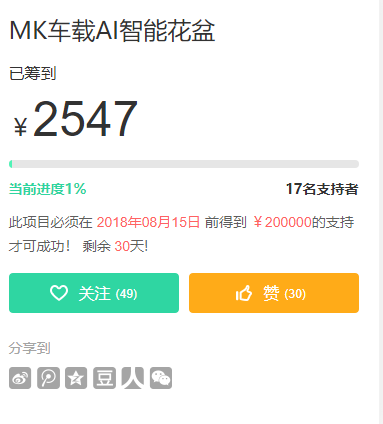 MK车载AI智能花盆
已筹到
￥2547
当前进度1%
17名支持者
此项目必须在 2018年08月15日 前得到 ￥200000的支持
才可成功！ 剩余 30天!
关注 (49)
赞 (30)
分享到
豆
人